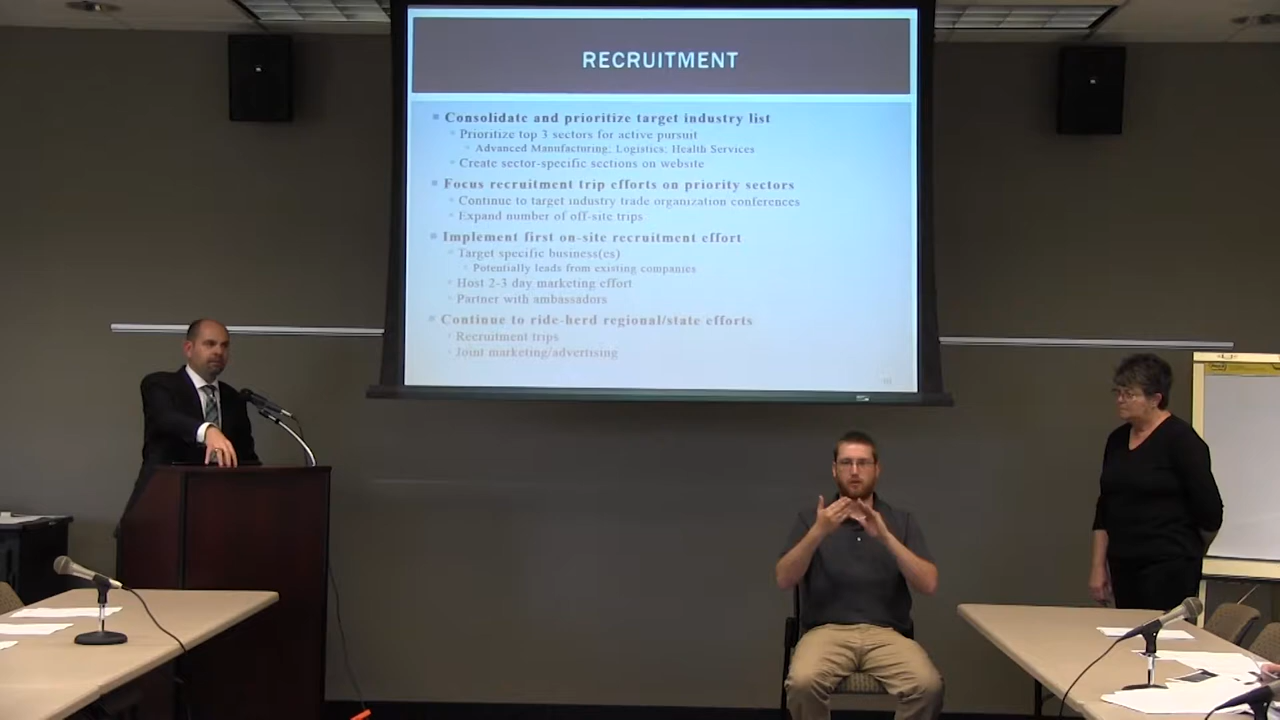 RECRUITMENT
Consolidate and prioritize target industry list
Prioritize top 3 sectors for active pursuit
Advanced Manufacturing; Logistics; Health Services
Create sector-specific sections on website
Focus recruitment trip efforts on priority sectors
Continue to target industry trade organization conferences
Expand number of off-site trips
Implement first on-site recruitment effort
Target specific business(es)
Potentially leads from existing companies
Host 2-3 day marketing effort
Partner with ambassadors
Continue to ride-herd regional/state efforts
Recruitment trips
Joint marketing/advertising